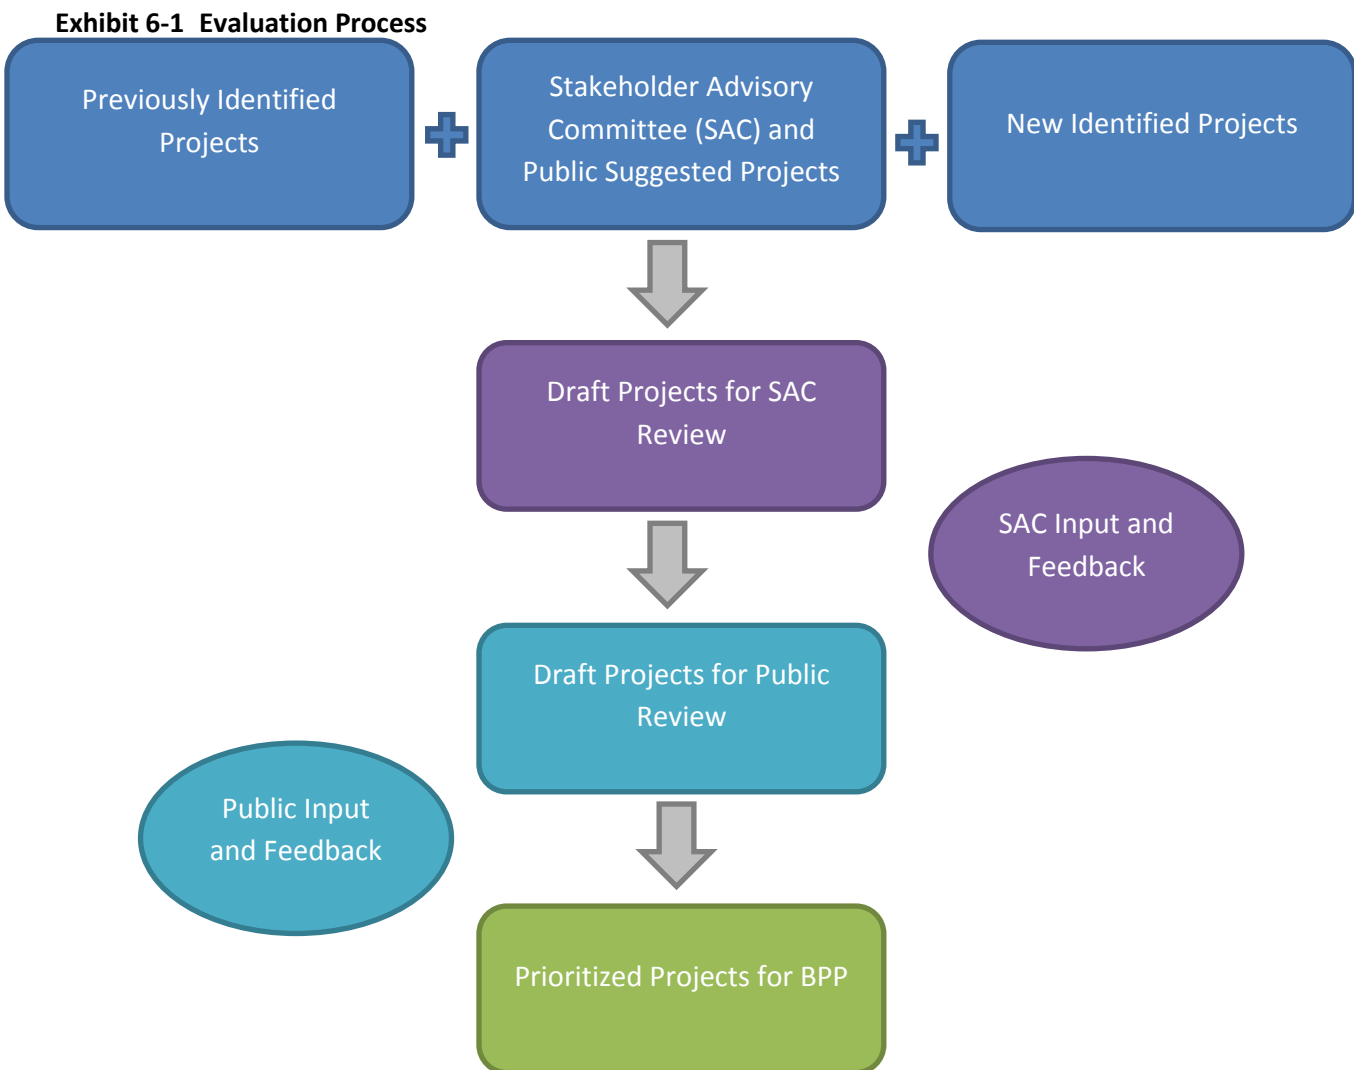 Exhibit 6-1  Evaluation Process
Previously Identified
Projects
Stakeholder Advisory
Committee (SAC) and
Public Suggested Projects
New Identified Projects
Draft Projects for SAC
Review
SAC Input and
Feedback
Draft Projects for Public
Review
Public Input
and Feedback
Prioritized Projects for BPP